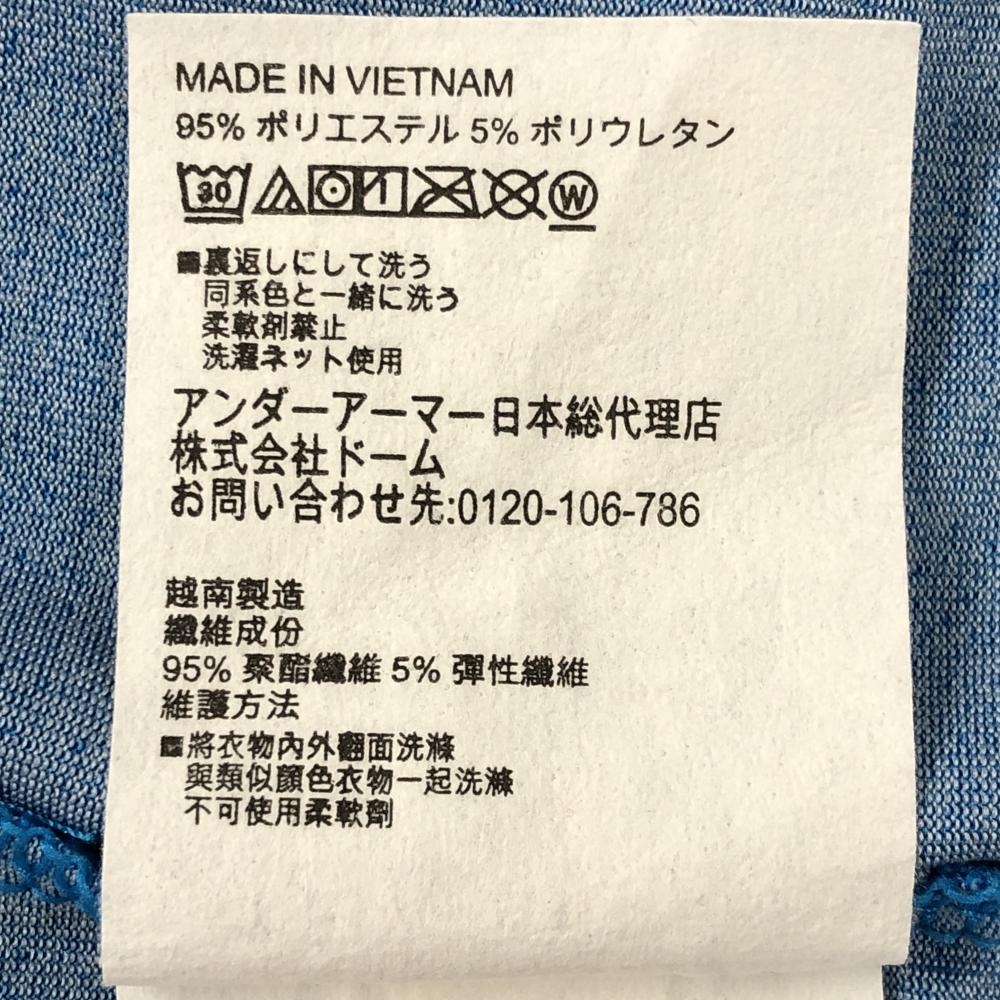 MADE IN VIETNAM
95% ポリエステル 5% ポリウレタン
30 W
■裏返しにして洗う
同系色と一緒に洗う
柔軟剤禁止
洗濯ネット使用
アンダーアーマー日本総代理店
株式会社ドーム
お問い合わせ先:0120-106-786
越南製造
纖維成份
95% 聚酯纖維 5% 彈性纖維
維護方法
■將衣物內外翻面洗滌
與類似顏色衣物一起洗滌
不可使用柔軟劑